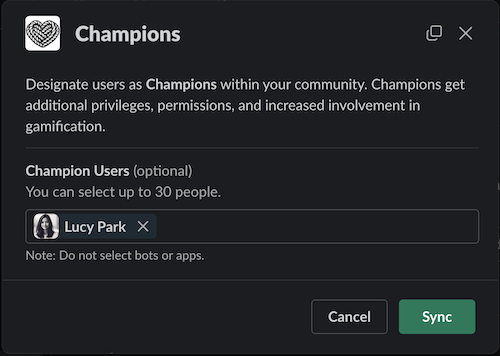 Champions
Designate users as Champions within your community. Champions get
additional privileges, permissions, and increased involvement in
gamification.
Champion Users (optional)
You can select up to 30 people.
Lucy Park
Note: Do not select bots or apps.
Cancel
Sync